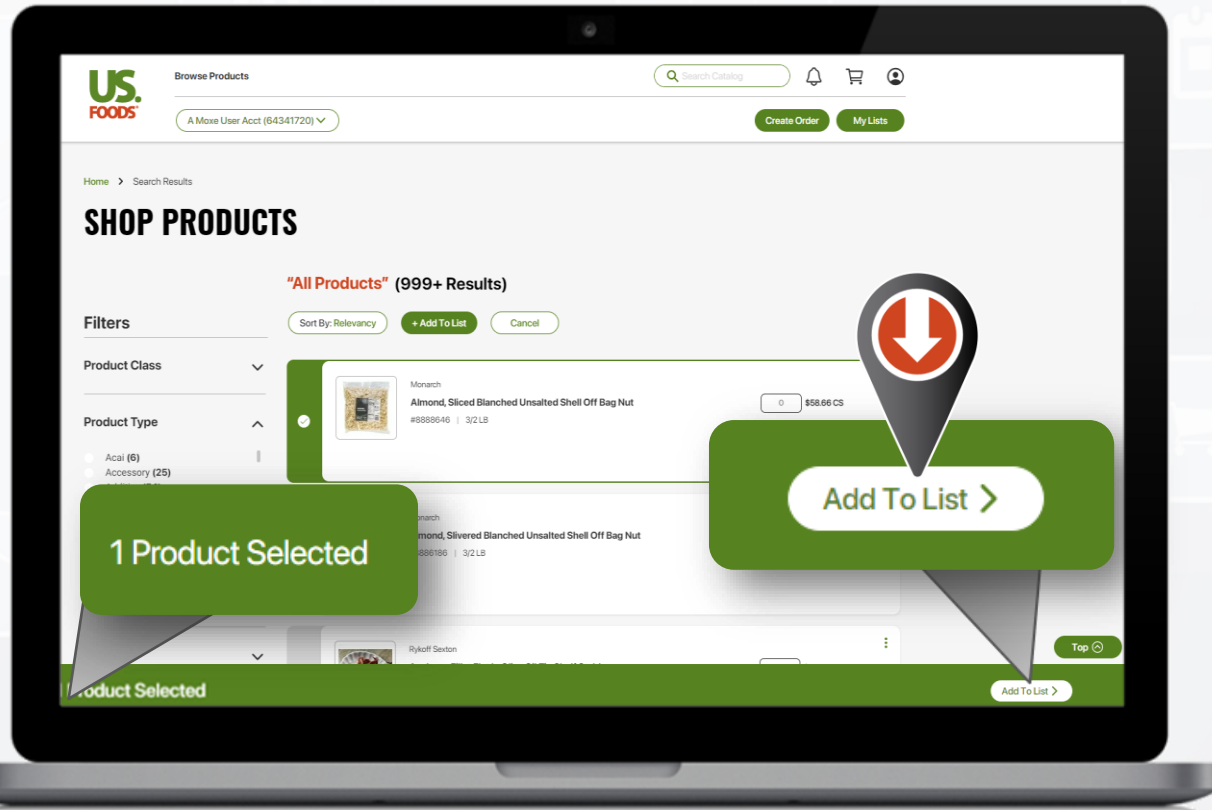 US.
FOODS
Browse Products
Search Catalog
A Moxe User Acct (64341720)
Create Order
My Lists
Home > Search Results
SHOP PRODUCTS
"All Products" (999+ Results)
Filters
Sort By: Relevancy
+ Add To List
Cancel
Product Class
Monarch
Almond, Sliced Blanched Unsalted Shell Off Bag Nut
0 $58.66 CS
#8888646 | 3/2 LB
Product Type
Acai (6)
Accessory (25)
Add To List >
1 Product Selected
Almond, Slivered Blanched Unsalted Shell Off Bag Nut
3/2 LB
Rykoff Sexton
Top
Product Selected
Add To List >